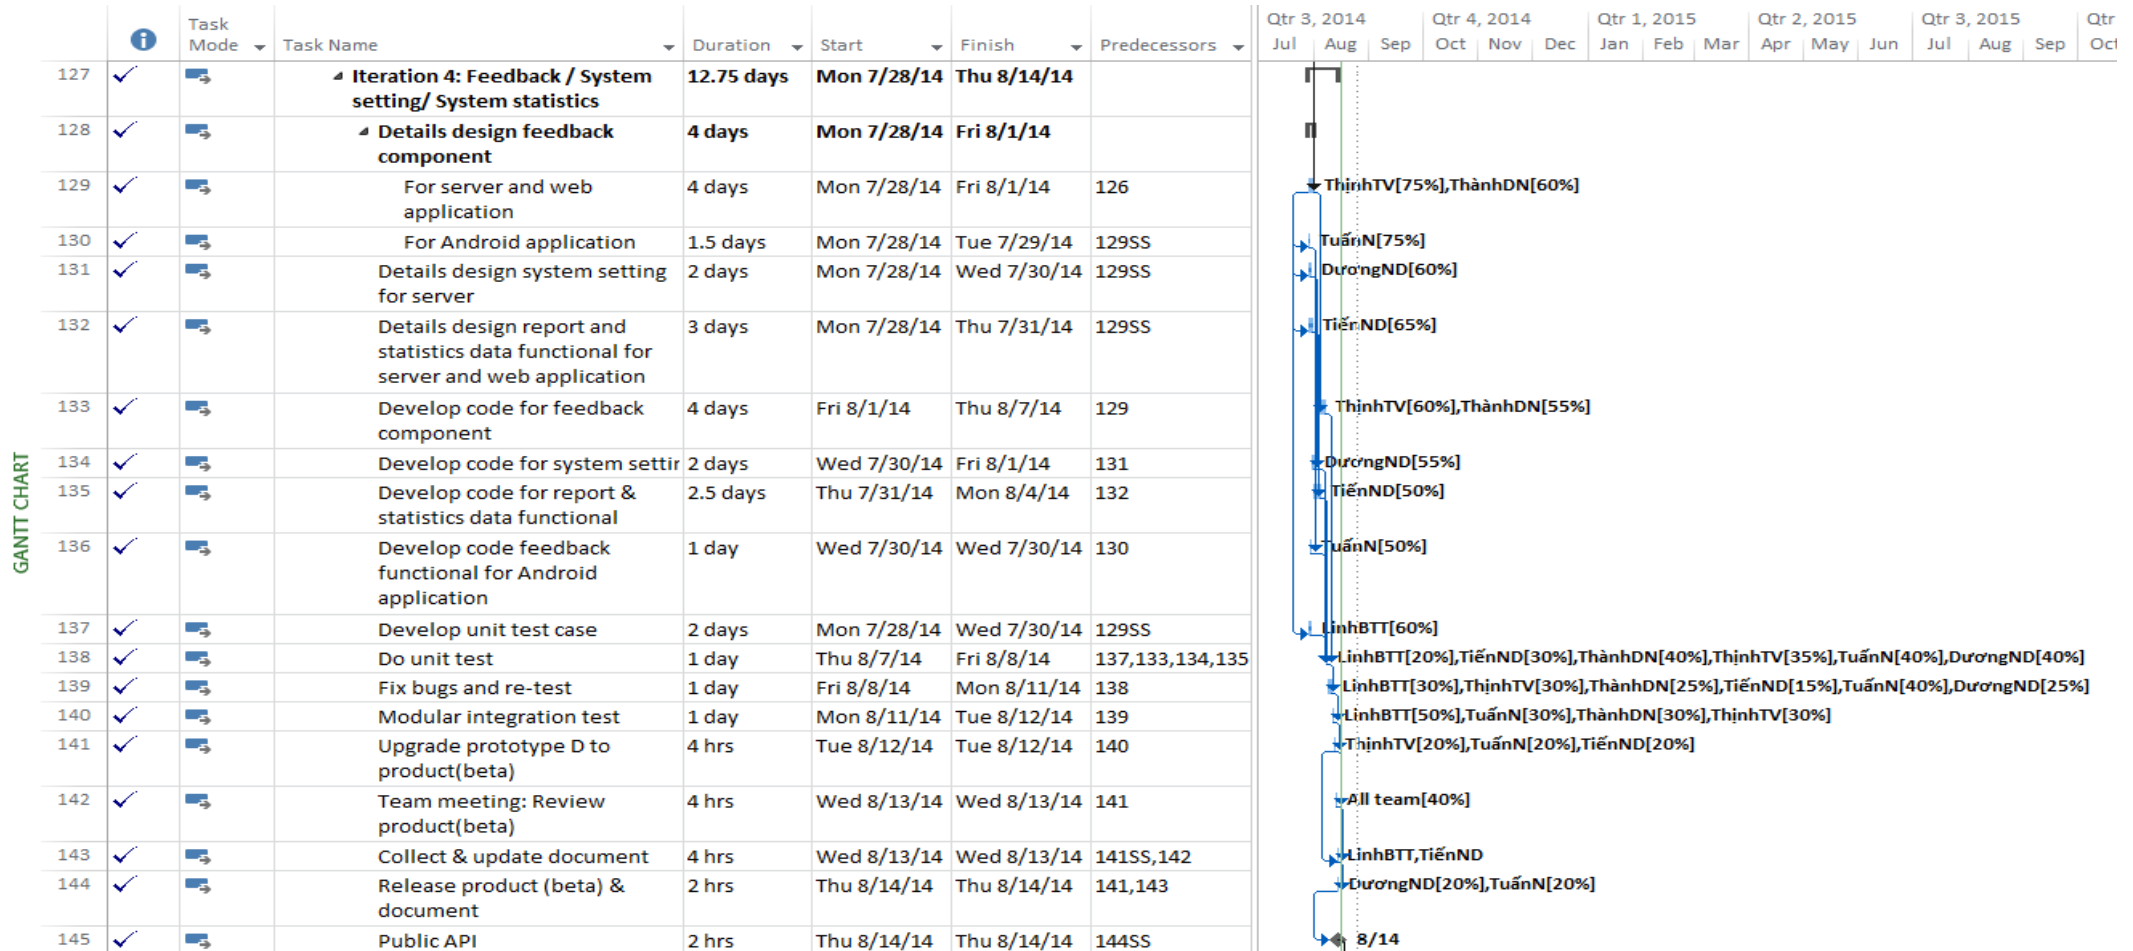 GANTT CHART
Task Mode Task Name Duration Start Finish Predecessors
Qtr 3, 2014 Qtr 4, 2014 Qtr 1, 2015 Qtr 2, 2015 Qtr 3, 2015 Qtr
Jul Aug Sep Oct Nov Dec Jan Feb Mar Apr May Jun Jul Aug Sep Oct
127 Iteration 4: Feedback / System 12.75 days Mon 7/28/14 Thu 8/14/14
setting/ System statistics
128 Details design feedback 4 days Mon 7/28/14 Fri 8/1/14
component
129 For server and web 4 days Mon 7/28/14 Fri 8/1/14 126 ThịnhTV[75%],ThànhDN[60%]
application
130 For Android application 1.5 days Mon 7/28/14 Tue 7/29/14 129SS TuấnN[75%]
131 Details design system setting 2 days Mon 7/28/14 Wed 7/30/14 129SS DươngND[60%]
for server
132 Details design report and 3 days Mon 7/28/14 Thu 7/31/14 129SS TiếnND[65%]
statistics data functional for
server and web application
133 Develop code for feedback 4 days Fri 8/1/14 Thu 8/7/14 129 ThịnhTV[60%],ThànhDN[55%]
component
134 Develop code for system settin 2 days Wed 7/30/14 Fri 8/1/14 131 DươngND[55%]
135 Develop code for report & 2.5 days Thu 7/31/14 Mon 8/4/14 132 TiếnND[50%]
statistics data functional
136 Develop code feedback 1 day Wed 7/30/14 Wed 7/30/14 130 TuấnN[50%]
functional for Android
application
137 Develop unit test case 2 days Mon 7/28/14 Wed 7/30/14 129SS LinhBTT[60%]
138 Do unit test 1 day Thu 8/7/14 Fri 8/8/14 137,133,134,135 LinhBTT[20%],TiếnND[30%],ThànhDN[40%],ThịnhTV[35%],TuấnN[40%],DươngND[40%]
139 Fix bugs and re-test 1 day Fri 8/8/14 Mon 8/11/14 138 LinhBTT[30%],ThịnhTV[30%],ThànhDN[25%],TiếnND[15%],TuấnN[40%],DươngND[25%]
140 Modular integration test 1 day Mon 8/11/14 Tue 8/12/14 139 LinhBTT[50%],TuấnN[30%],ThànhDN[30%],ThịnhTV[30%]
141 Upgrade prototype D to 4 hrs Tue 8/12/14 Tue 8/12/14 140 ThịnhTV[20%],TuấnN[20%],TiếnND[20%]
product(beta)
142 Team meeting: Review 4 hrs Wed 8/13/14 Wed 8/13/14 141 All team[40%]
product(beta)
143 Collect & update document 4 hrs Wed 8/13/14 Wed 8/13/14 141SS,142 LinhBTT,TiếnND
144 Release product (beta) & 2 hrs Thu 8/14/14 Thu 8/14/14 141,143 DươngND[20%],TuấnN[20%]
document
145 Public API 2 hrs Thu 8/14/14 Thu 8/14/14 144SS 8/14